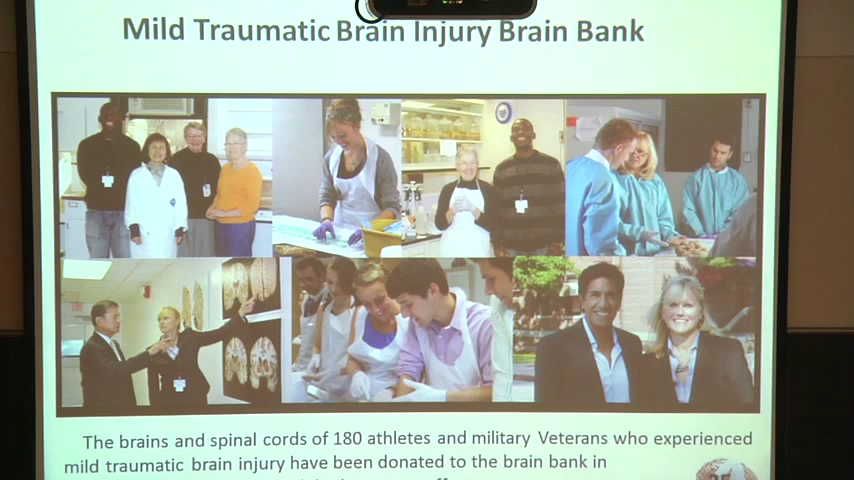 Mild Traumatic Brain Injury Brain Bank
The brains and spinal cords of 180 athletes and military Veterans who experienced
mild traumatic brain injury have been donated to the brain bank in